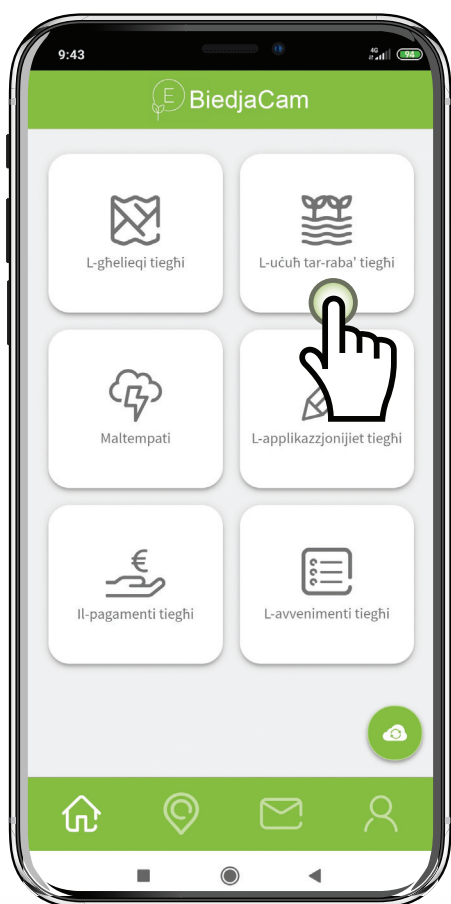 9:43
4G
94
E
BiedjaCam
L-għelieqi tiegħi
L-uċuħ tar-raba' tiegħi
Maltempati
L-applikazzjonijiet tiegħi
€
Il-pagamenti tiegħi
L-avvenimenti tiegħi